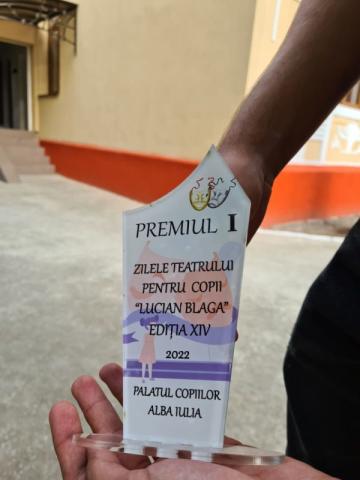 PREMIUL I
ZILELE TEATRULUI
PENTRU COPII
"LUCIAN BLAGA"
EDIȚIA XIV
2022
PALATUL COPIILOR
ALBA IULIA